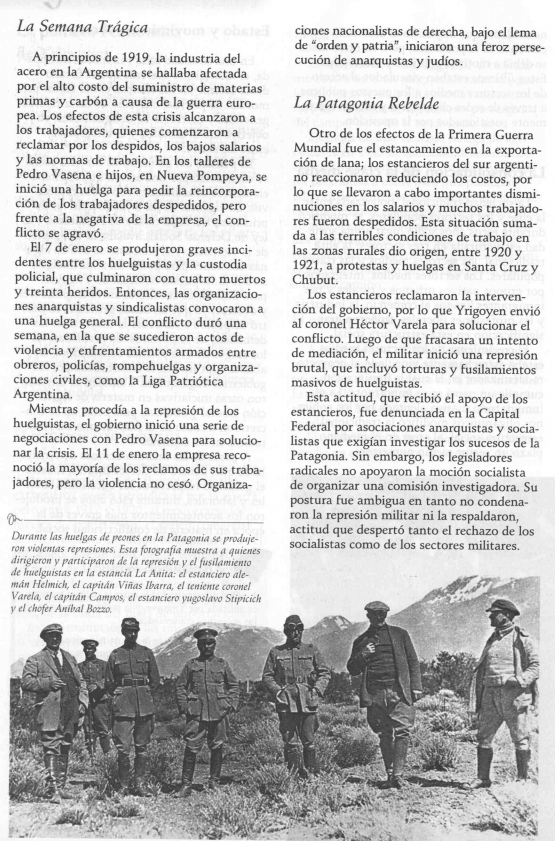 La Semana Trágica
A principios de 1919, la industria del
acero en la Argentina se hallaba afectada
por el alto costo del suministro de materias
primas y carbón a causa de la guerra euro-
pea. Los efectos de esta crisis alcanzaron a
los trabajadores, quienes comenzaron a
reclamar por los despidos, los bajos salarios
y las normas de trabajo. En los talleres de
Pedro Vasena e hijos, en Nueva Pompeya, se
inició una huelga para pedir la reincorpora-
ción de los trabajadores despedidos, pero
frente a la negativa de la empresa, el con-
flicto se agravó.
El 7 de enero se produjeron graves inci-
dentes entre los huelguistas y la custodia
policial, que culminaron con cuatro muertos
y treinta heridos. Entonces, las organizacio-
nes anarquistas y sindicalistas convocaron a
una huelga general. El conflicto duró una
semana, en la que se sucedieron actos de
violencia y enfrentamientos armados entre
obreros, policías, rompehuelgas y organiza-
ciones civiles, como la Liga Patriótica
Argentina.
Mientras procedía a la represión de los
huelguistas, el gobierno inició una serie de
negociaciones con Pedro Vasena para solucio-
nar la crisis. El 11 de enero la empresa reco-
noció la mayoría de los reclamos de sus traba-
jadores, pero la violencia no cesó. Organiza-
ciones nacionalistas de derecha, bajo el lema
de “orden y patria”, iniciaron una feroz perse-
cución de anarquistas y judíos.
La Patagonia Rebelde
Otro de los efectos de la Primera Guerra
Mundial fue el estancamiento en la exporta-
ción de lana; los estancieros del sur argenti-
no reaccionaron reduciendo los costos, por
lo que se llevaron a cabo importantes dismi-
nuciones en los salarios y muchos trabajado-
res fueron despedidos. Esta situación suma-
da a las terribles condiciones de trabajo en
las zonas rurales dio origen, entre 1920 y
1921, a protestas y huelgas en Santa Cruz y
Chubut.
Los estancieros reclamaron la interven-
ción del gobierno, por lo que Yrigoyen envió
al coronel Héctor Varela para solucionar el
conflicto. Luego de que fracasara un intento
de mediación, el militar inició una represión
brutal, que incluyó torturas y fusilamientos
masivos de huelguistas.
Esta actitud, que recibió el apoyo de los
estancieros, fue denunciada en la Capital
Federal por asociaciones anarquistas y socia-
listas que exigían investigar los sucesos de la
Patagonia. Sin embargo, los legisladores
radicales no apoyaron la moción socialista
de organizar una comisión investigadora. Su
postura fue ambigua en tanto no condena-
ron la represión militar ni la respaldaron,
actitud que despertó tanto el rechazo de los
socialistas como de los sectores militares.
Durante las huelgas de peones en la Patagonia se produje-
ron violentas represiones. Esta fotografía muestra a quienes
dirigieron y participaron de la represión y el fusilamiento
de huelguistas en la estancia La Anita: el estanciero ale-
mán Helmich, el capitán Viñas Ibarra, el teniente coronel
Varela, el capitán Campos, el estanciero yugoslavo Stipicich
y el chofer Aníbal Bozzo.